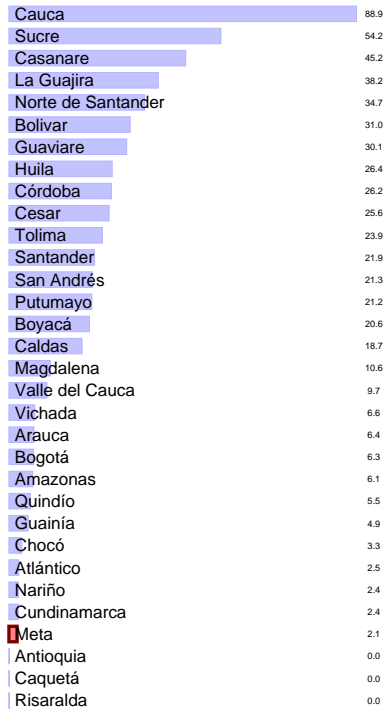 Cauca 88.9
Sucre 54.2
Casanare 45.2
La Guajira 38.2
Norte de Santander 34.7
Bolivar 31.0
Guaviare 30.1
Huila 26.4
Córdoba 26.2
Cesar 25.6
Tolima 23.9
Santander 21.9
San Andrés 21.3
Putumayo 21.2
Boyacá 20.6
Caldas 18.7
Magdalena 10.6
Valle del Cauca 9.7
Vichada 6.6
Arauca 6.4
Bogotá 6.3
Amazonas 6.1
Quindío 5.5
Guainía 4.9
Chocó 3.3
Atlántico 2.5
Nariño 2.4
Cundinamarca 2.4
Meta 2.1
Antioquia 0.0
Caquetá 0.0
Risaralda 0.0